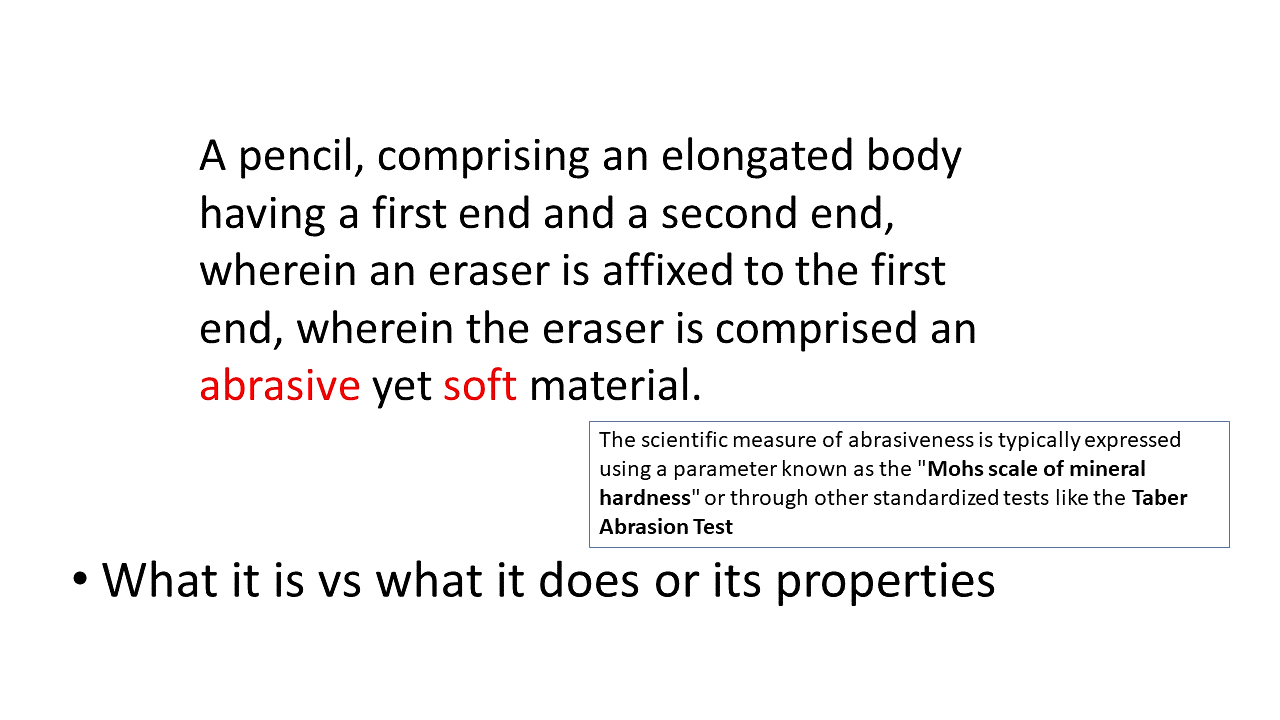 A pencil, comprising an elongated body
having a first end and a second end,
wherein an eraser is affixed to the first
end, wherein the eraser is comprised an
abrasive yet soft material.
The scientific measure of abrasiveness is typically expressed
using a parameter known as the "Mohs scale of mineral
hardness" or through other standardized tests like the Taber
Abrasion Test
• What it is vs what it does or its properties